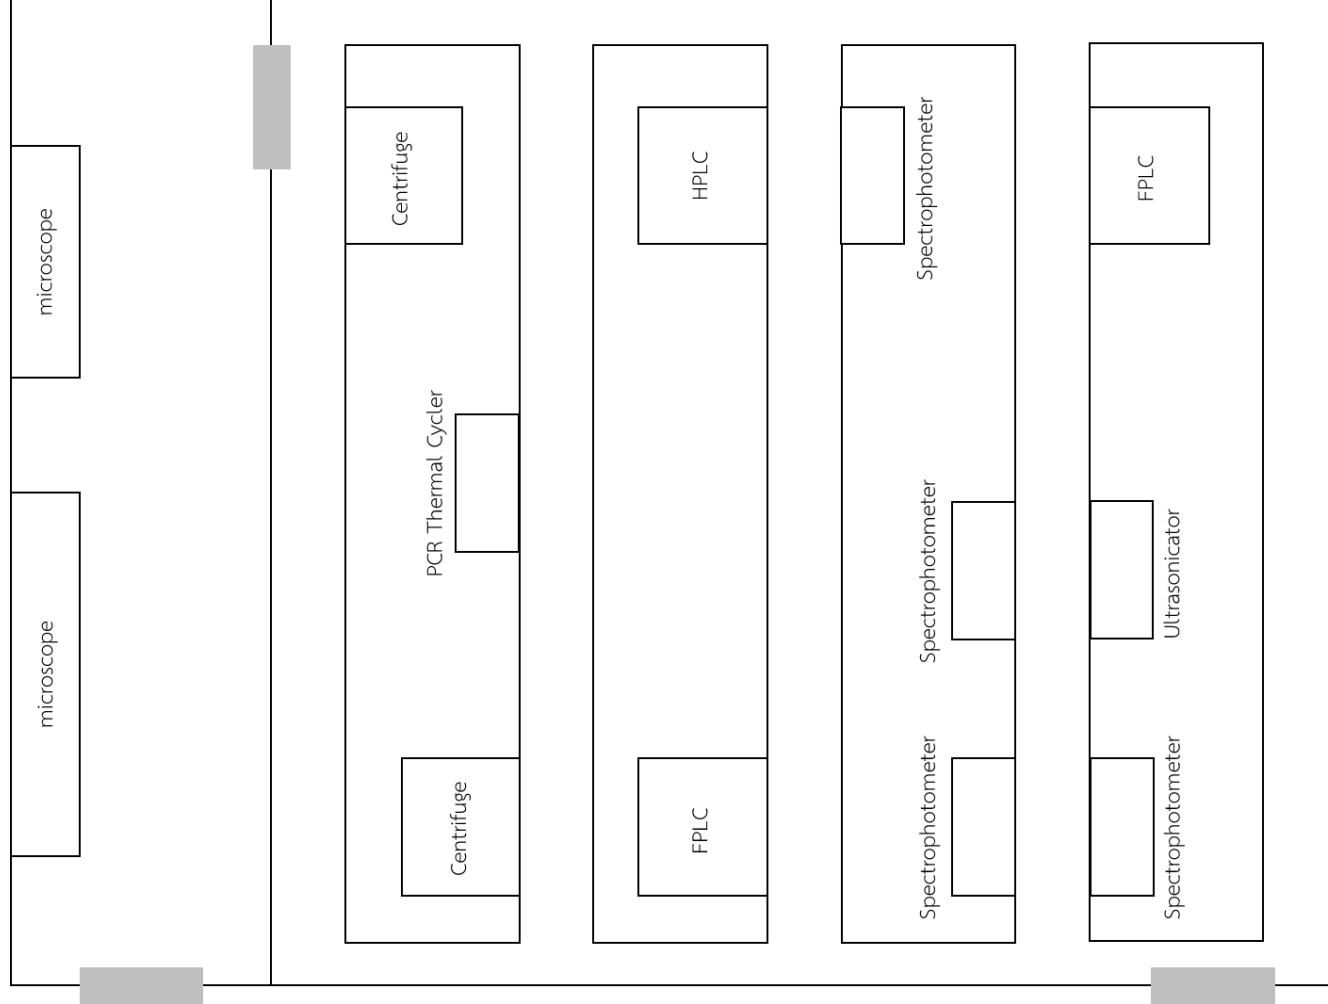 microscope
microscope
Centrifuge
PCR Thermal Cycler
Centrifuge
HPLC
FPLC
Spectrophotometer
Spectrophotometer
Spectrophotometer
FPLC
Ultrasonicator
Spectrophotometer